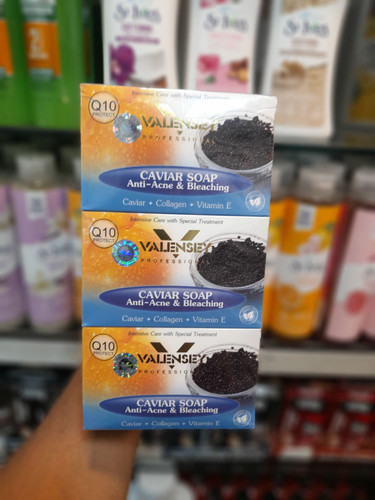 St. Ives
Intensive Care with Special Treatment
Q10
PROTECT
VALENSEY
PROFESSIONAL
CAVIAR SOAP
Anti-Acne & Bleaching
Caviar • Collagen • Vitamin E
Intensive Care with Special Treatment
Q10
PROTECT
VALENSEY
PROFESSIONAL
CAVIAR SOAP
Anti-Acne & Bleaching
Caviar • Collagen • Vitamin E
Intensive Care with Special Treatment
Q10
PROTECT
VALENSEY
PROFESSIONAL
CAVIAR SOAP
Anti-Acne & Bleaching
Caviar • Collagen • Vitamin E